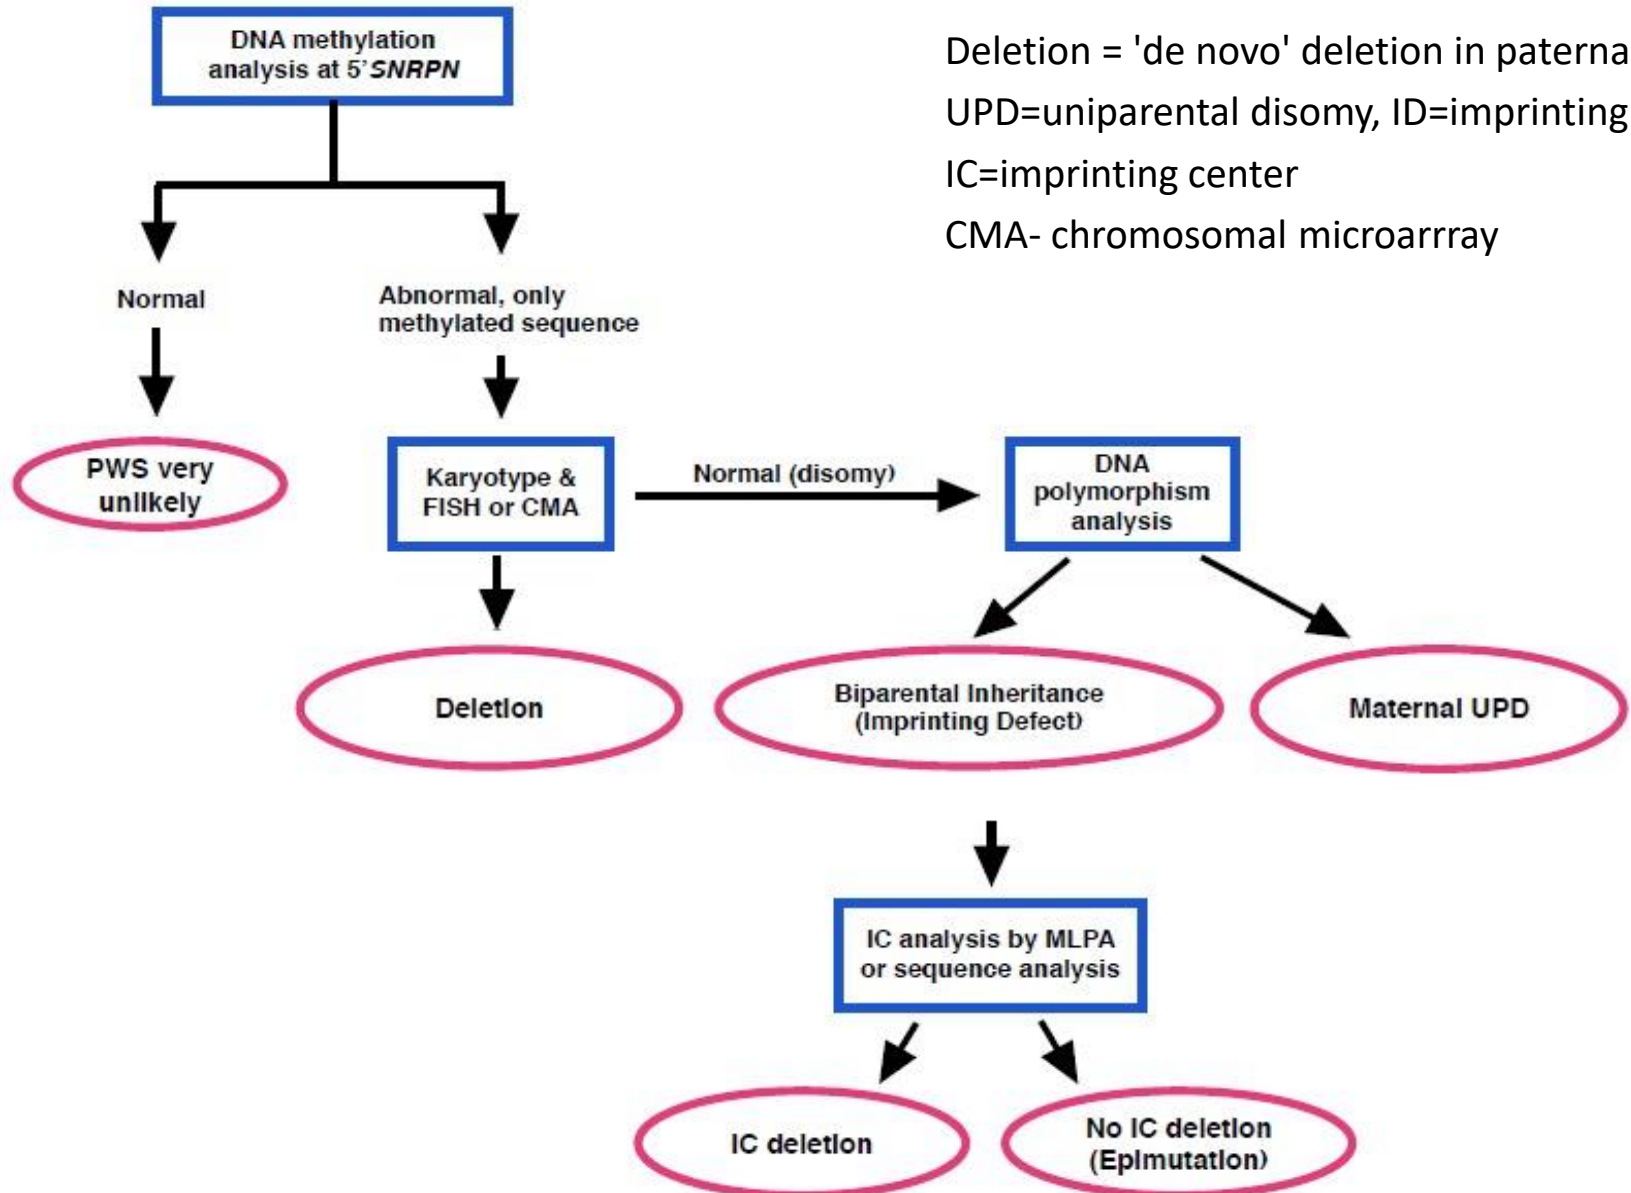 DNA methylation
analysis at 5'SNRPN
Deletion = 'de novo' deletion in paterna
UPD=uniparental disomy, ID=imprinting
IC=imprinting center
CMA- chromosomal microarrray
Normal
Abnormal, only
methylated sequence
PWS very
unlikely
Karyotype &
FISH or CMA
Normal (disomy)
DNA
polymorphism
analysis
Deletion
Biparental Inheritance
(Imprinting Defect)
Maternal UPD
IC analysis by MLPA
or sequence analysis
IC deletion
No IC deletion
(Epimutation)